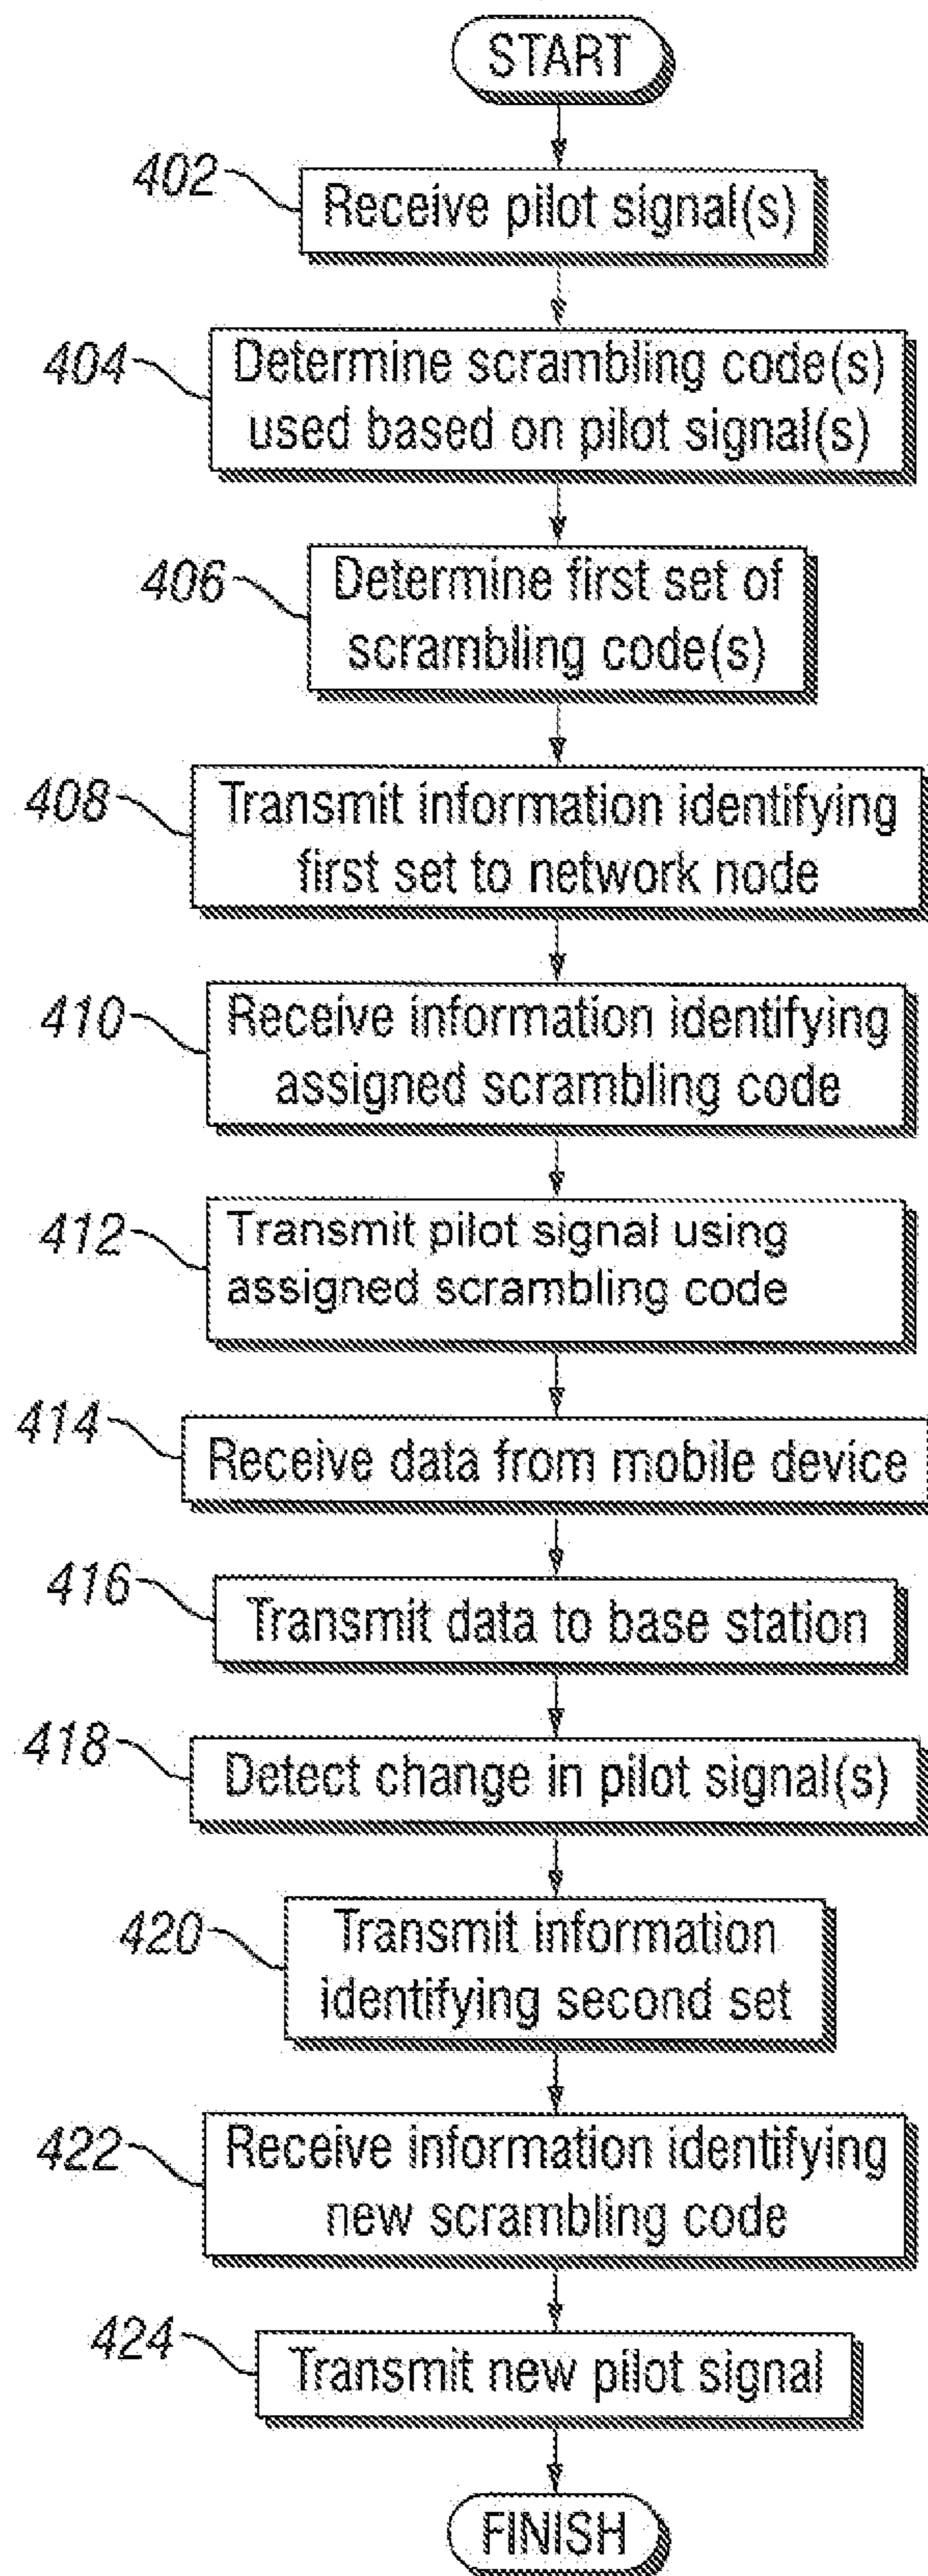 START
402
Receive pilot signal(s)
404
Determine scrambling code(s)
used based on pilot signal(s)
406
Determine first set of
scrambling code(s)
408
Transmit information identifying
first set to network node
410
Receive information identifying
assigned scrambling code
412
Transmit pilot signal using
assigned scrambling code
414
Receive data from mobile device
416
Transmit data to base station
418
Detect change in pilot signal(s)
420
Transmit information
identifying second set
422
Receive information identifying
new scrambling code
424
Transmit new pilot signal
FINISH